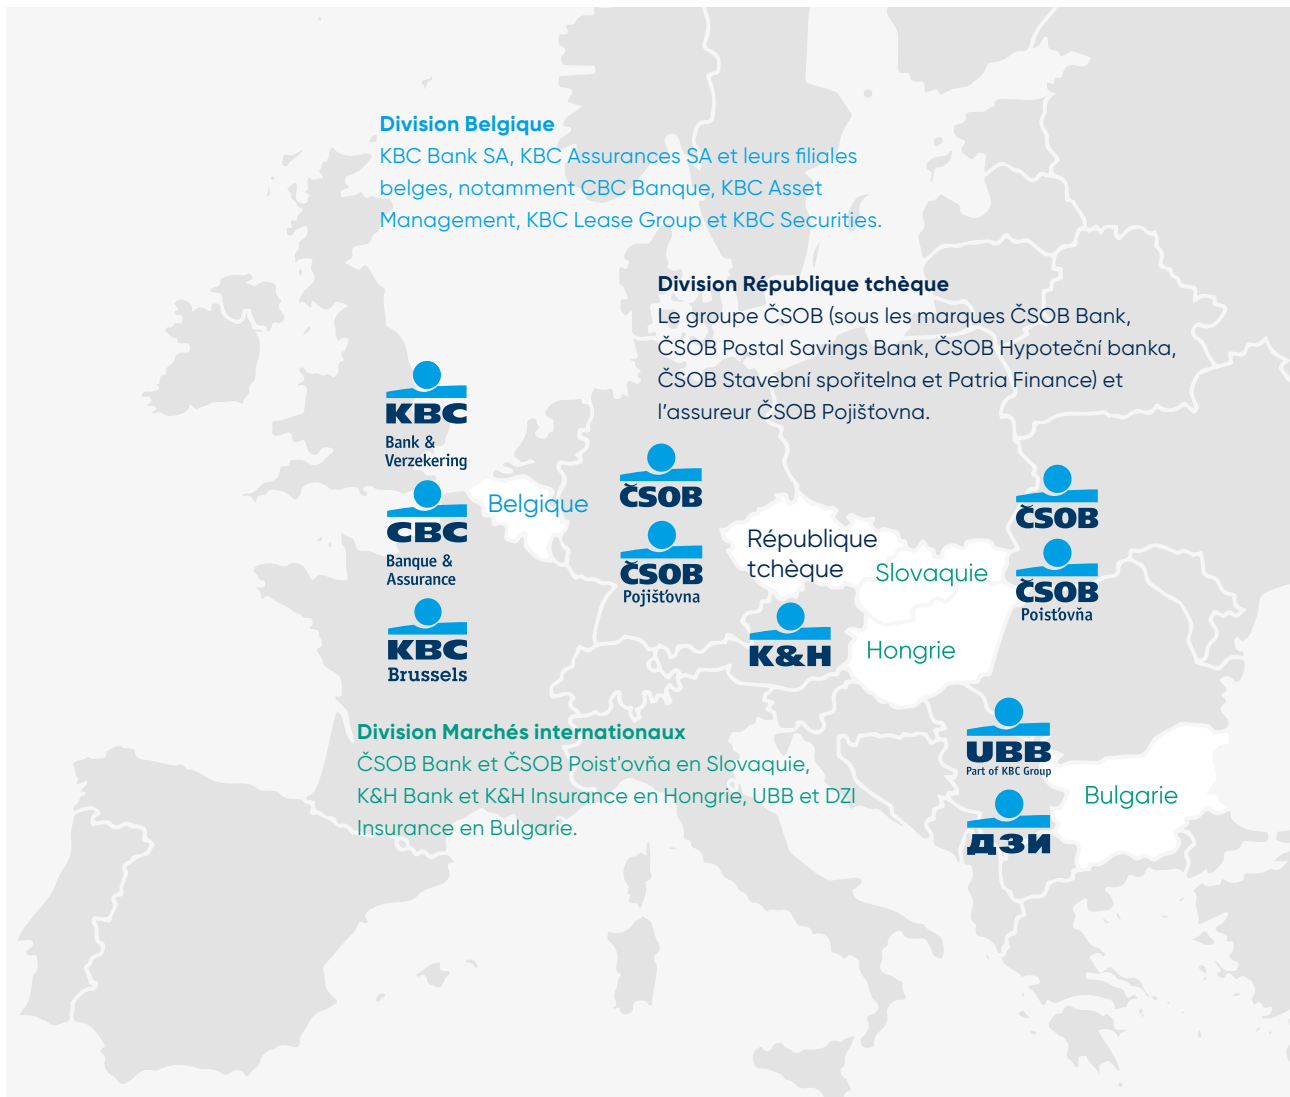 Division Belgique
KBC Bank SA, KBC Assurances SA et leurs filiales
belges, notamment CBC Banque, KBC Asset
Management, KBC Lease Group et KBC Securities.
Division République tchèque
Le groupe ČSOB (sous les marques ČSOB Bank,
ČSOB Postal Savings Bank, ČSOB Hypoteční banka,
ČSOB Stavební spořitelna et Patria Finance) et
l'assureur ČSOB Pojišťovna.
KBC
Bank &
Verzekering
CBC
Banque &
Assurance
KBC
Brussels
Belgique
ČSOB
ČSOB
Pojišťovna
République
tchèque
Slovaquie
ČSOB
ČSOB
Poisťovňa
K&H
Hongrie
Division Marchés internationaux
ČSOB Bank et ČSOB Poist'ovňa en Slovaquie,
K&H Bank et K&H Insurance en Hongrie, UBB et DZI
Insurance en Bulgarie.
UBB
Part of KBC Group
ДЗИ
Bulgarie